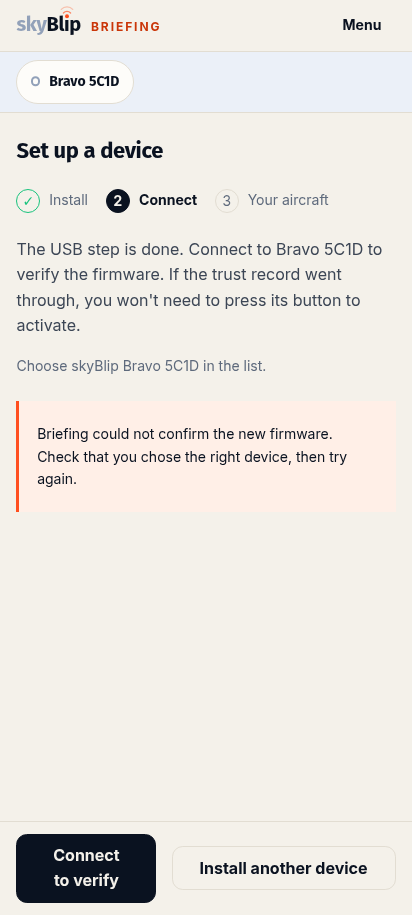 skyBlip BRIEFING
Menu
Bravo 5C1D
Set up a device
✓ Install 2 Connect 3 Your aircraft
The USB step is done. Connect to Bravo 5C1D to
verify the firmware. If the trust record went
through, you won't need to press its button to
activate.
Choose skyBlip Bravo 5C1D in the list.
Briefing could not confirm the new firmware.
Check that you chose the right device, then try
again.
Connect
to verify
Install another device